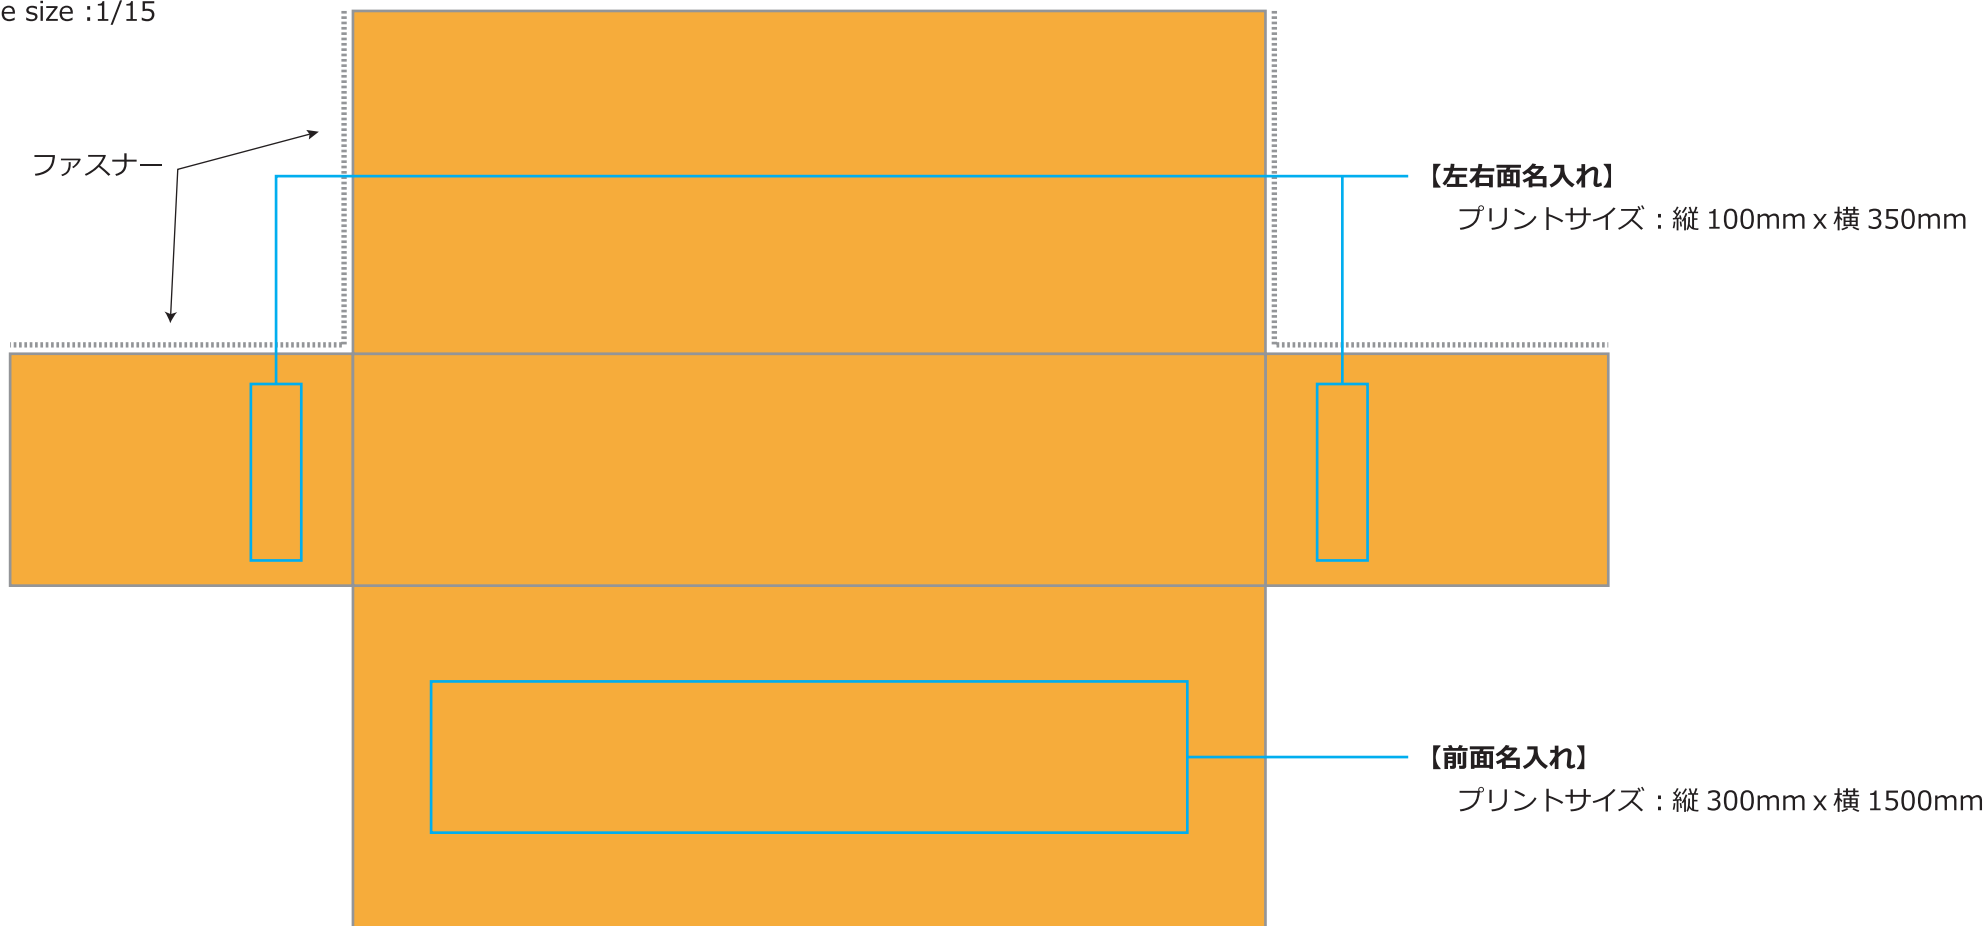 e size :1/15
ファスナー
【左右面名入れ】
プリントサイズ：縦 100mm x 横 350mm
【前面名入れ】
プリントサイズ：縦 300mm x 横 1500mm